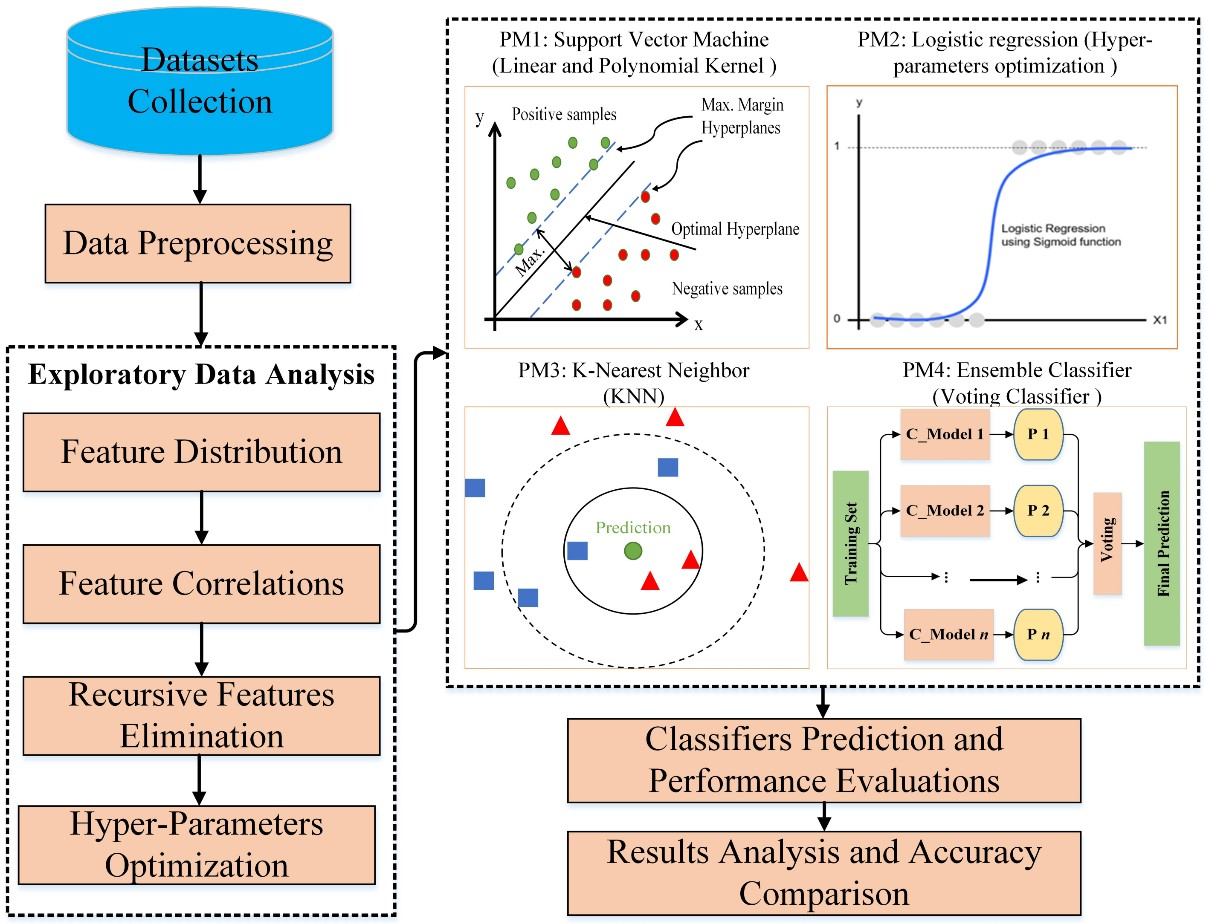 Datasets
Collection
Data Preprocessing
Exploratory Data Analysis
Feature Distribution
Feature Correlations
Recursive Features
Elimination
Hyper-Parameters
Optimization
PM1: Support Vector Machine
(Linear and Polynomial Kernel )
y
Positive samples
Max. Margin
Hyperplanes
Optimal Hyperplane
Max.
Negative samples
x
PM2: Logistic regression (Hyper-
parameters optimization )
y
1
Logistic Regression
using Sigmoid function
0
X1
PM3: K-Nearest Neighbor
(KNN)
Prediction
PM4: Ensemble Classifier
(Voting Classifier )
Training Set
C_Model 1
P 1
C_Model 2
P 2
⋮
⋮
C_Model n
P n
Voting
Final Prediction
Classifiers Prediction and
Performance Evaluations
Results Analysis and Accuracy
Comparison